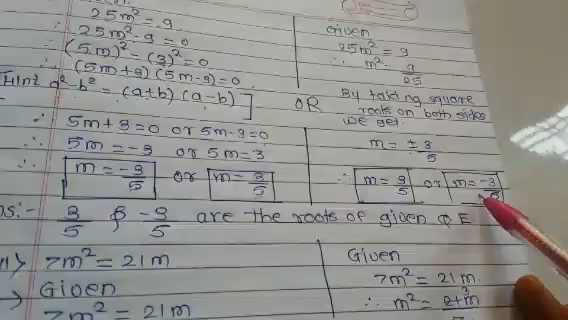 25m² = 9
∴ 25m² - 9 = 0
∴ (5m)² - (3)² = 0
∴ (5m+3) (5m-3) = 0
[Hint a²-b² = (a+b) (a-b)]
∴ 5m+3=0 or 5m-3=0
∴ 5m = -3 or 5m = 3
∴ m = -3/5 or m = 3/5
OR
Given
25m² = 9
∴ m² = 9/25
By taking square
roots on both sides
we get
m = ± 3/5
∴ m = 3/5 or m = -3/5
3/5 & -3/5 are the roots of given Q.E
7m² = 21m
Given
7m² = 21m
Given
7m² = 21m
∴ m² = 21m